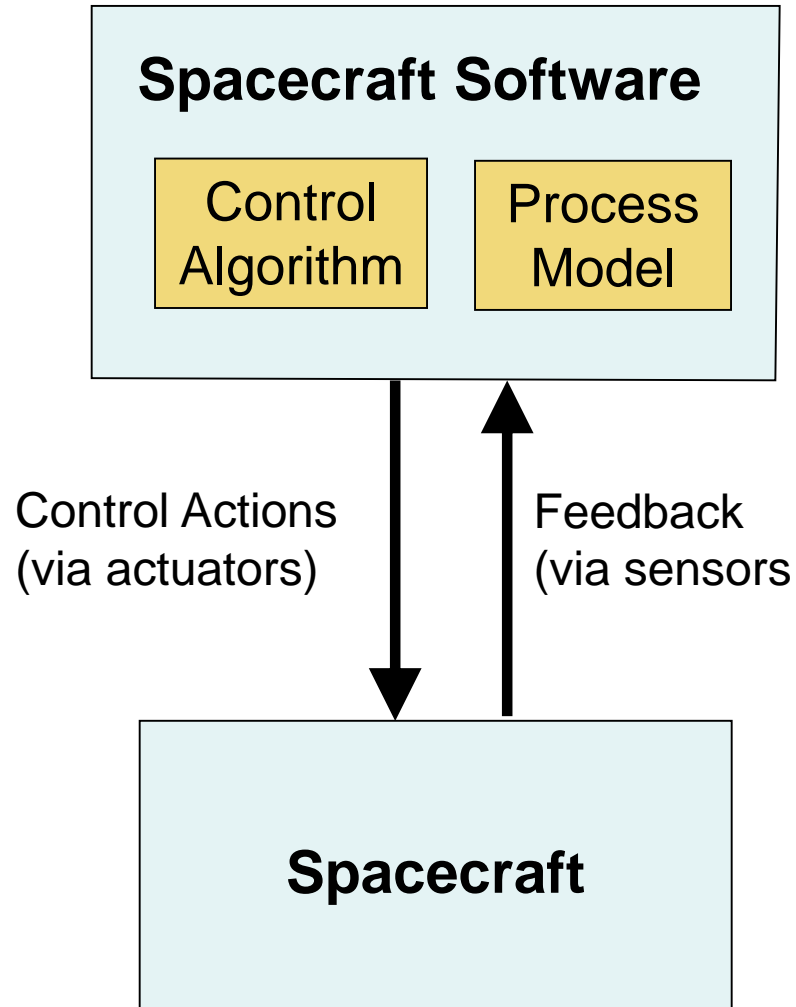 Spacecraft Software
Control
Algorithm
Process
Model
Control Actions
(via actuators)
Feedback
(via sensors
Spacecraft